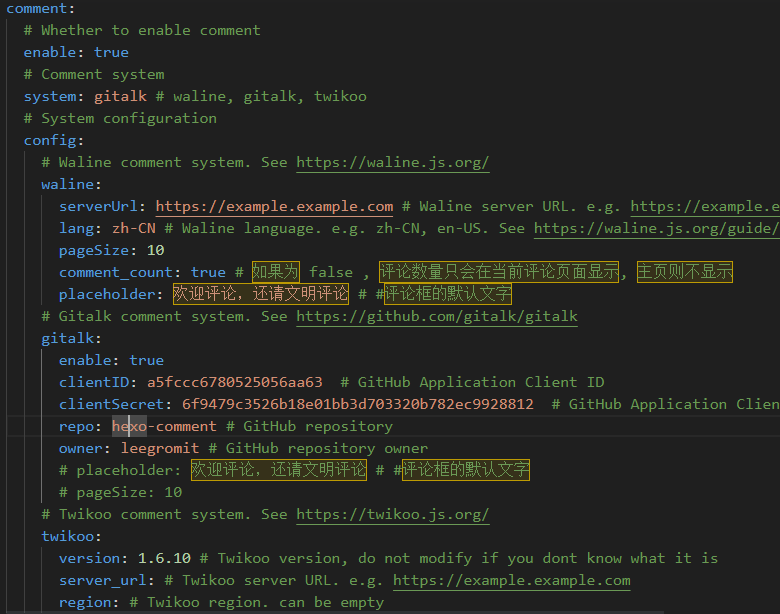 comment:
# Whether to enable comment
enable: true
# Comment system
system: gitalk # waline, gitalk, twikoo
# System configuration
config:
# Waline comment system. See https://waline.js.org/
waline:
serverUrl: https://example.example.com # Waline server URL. e.g. https://example.e
lang: zh-CN # Waline language. e.g. zh-CN, en-US. See https://waline.js.org/guide/
pageSize: 10
comment_count: true # 如果为 false , 评论数量只会在当前评论页面显示, 主页则不显示
placeholder: 欢迎评论，还请文明评论 # #评论框的默认文字
# Gitalk comment system. See https://github.com/gitalk/gitalk
gitalk:
enable: true
clientID: a5fccc6780525056aa63 # GitHub Application Client ID
clientSecret: 6f9479c3526b18e01bb3d703320b782ec9928812 # GitHub Application Clien
repo: hexo-comment # GitHub repository
owner: leegromit # GitHub repository owner
# placeholder: 欢迎评论，还请文明评论 # #评论框的默认文字
# pageSize: 10
# Twikoo comment system. See https://twikoo.js.org/
twikoo:
version: 1.6.10 # Twikoo version, do not modify if you dont know what it is
server_url: # Twikoo server URL. e.g. https://example.example.com
region: # Twikoo region. can be empty